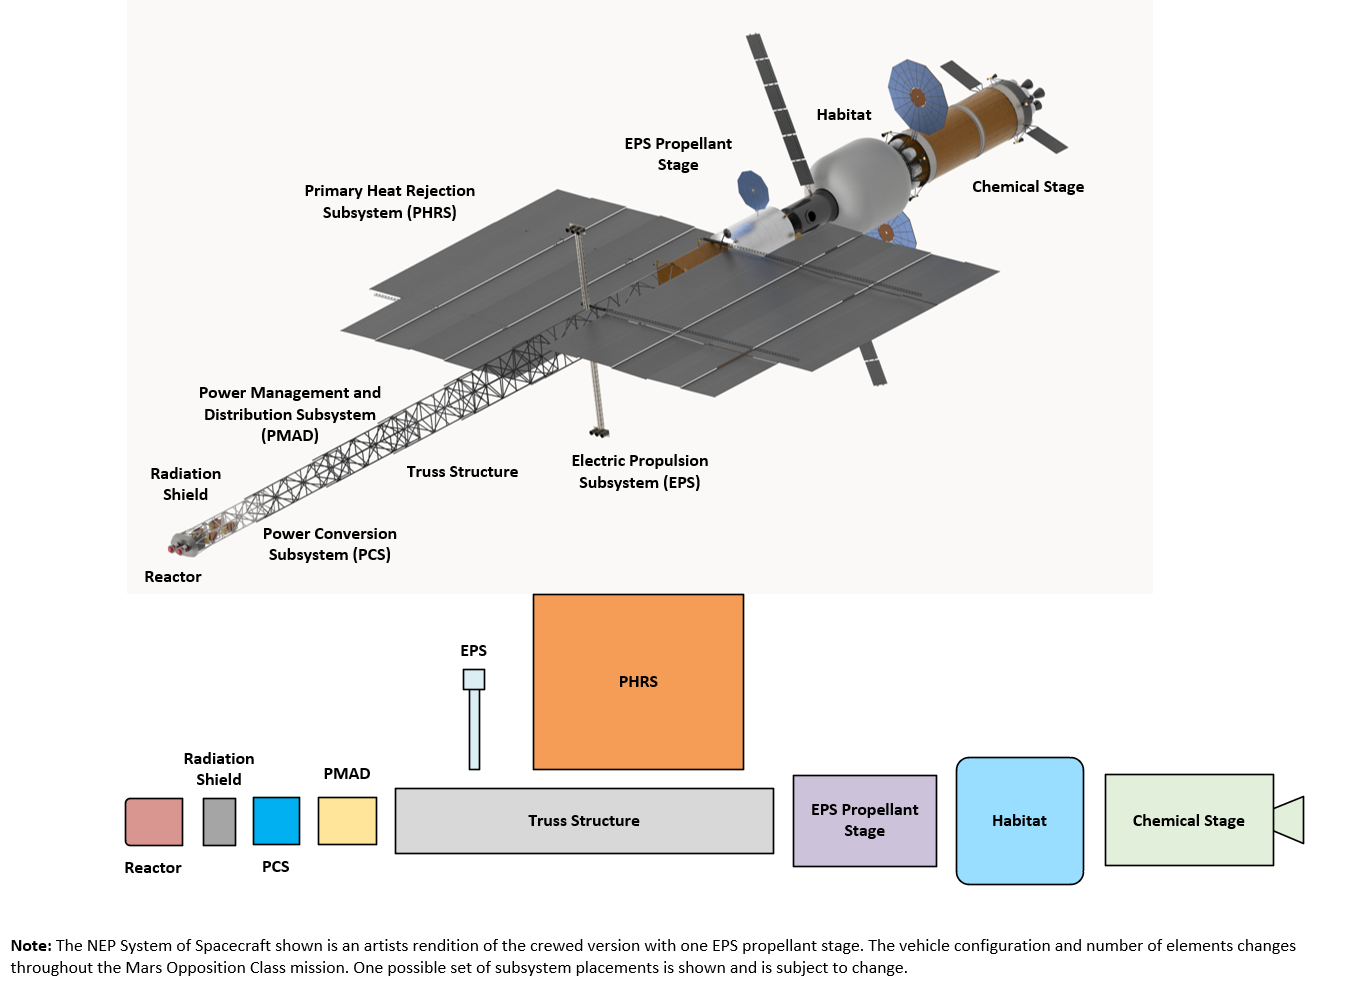 Habitat
EPS Propellant
Stage
Primary Heat Rejection
Subsystem (PHRS)
Chemical Stage
Power Management and
Distribution Subsystem
(PMAD)
Truss Structure
Electric Propulsion
Subsystem (EPS)
Radiation
Shield
Power Conversion
Subsystem (PCS)
Reactor
EPS
PHRS
Radiation
Shield
PMAD
Truss Structure
EPS Propellant
Stage
Habitat
Chemical Stage
Reactor
PCS
Note: The NEP System of Spacecraft shown is an artists rendition of the crewed version with one EPS propellant stage. The vehicle configuration and number of elements changes
throughout the Mars Opposition Class mission. One possible set of subsystem placements is shown and is subject to change.